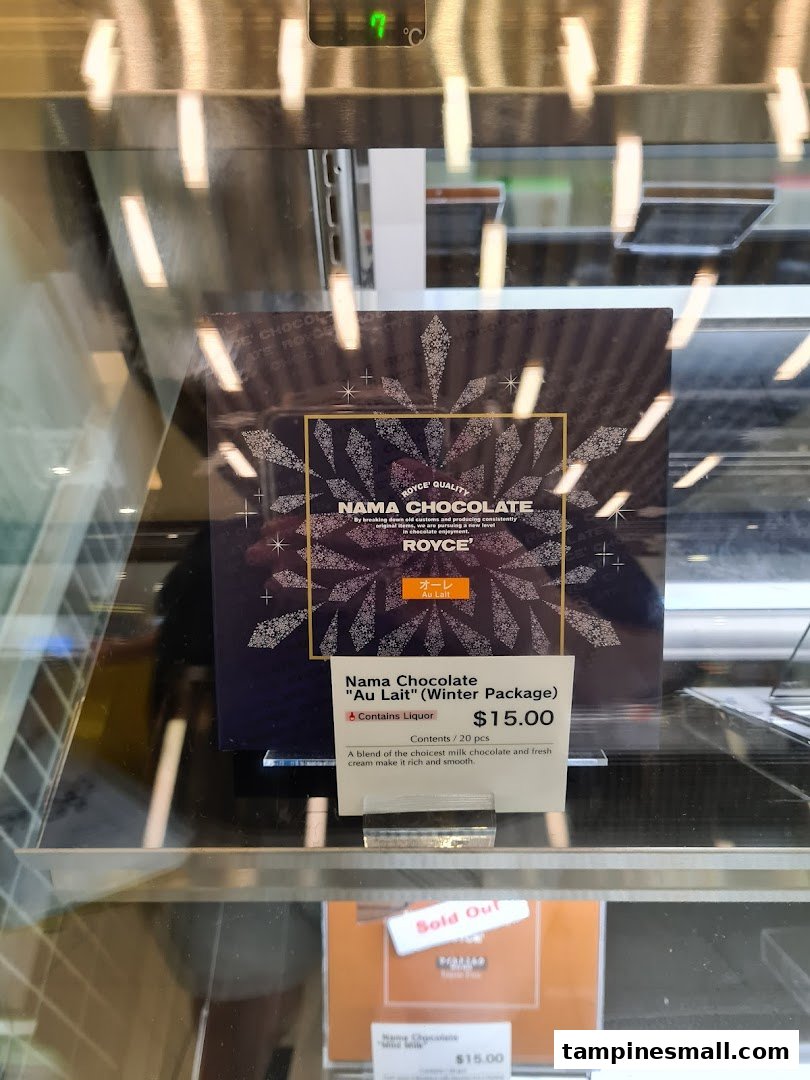 7 °C
ROYCE' QUALITY
NAMA CHOCOLATE
By breaking down old customs and producing consistently
original items, we are pursuing a new level
in chocolate enjoyment.
ROYCE'
オーレ
Au Lait
Nama Chocolate
"Au Lait" (Winter Package)
Contains Liquor
$15.00
Contents / 20 pcs
A blend of the choicest milk chocolate and fresh
cream make it rich and smooth.
Sold Out
Nama Chocolate
$15.00
tampinesmall.com